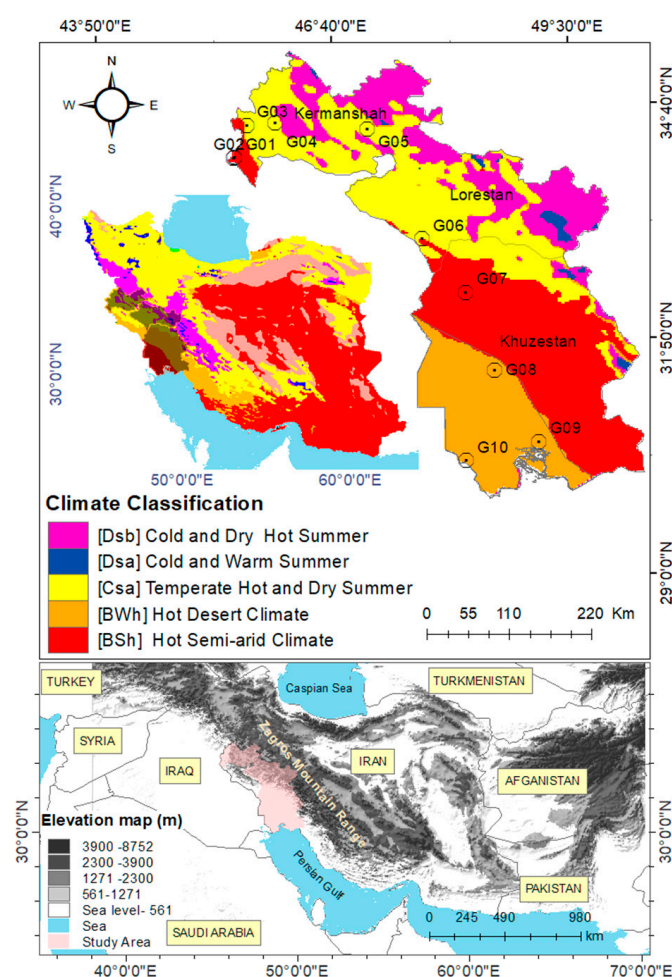 43°50'0"E 46°40'0"E 49°30'0"E
N
W E
S
34°40'0"N
31°50'0"N
29°0'0"N
G03 Kermanshah
G02 G01 G04 G05
Lorestan
G06
G07
Khuzestan
G08
G09
G10
40°0'0"N
30°0'0"N
50°0'0"E 60°0'0"E
Climate Classification
[Dsb] Cold and Dry Hot Summer
[Dsa] Cold and Warm Summer
[Csa] Temperate Hot and Dry Summer
[BWh] Hot Desert Climate
[BSh] Hot Semi-arid Climate
0 55 110 220 Km
TURKEY
Caspian Sea
TURKMENISTAN
SYRIA
IRAQ
Zagros Mountain Range
IRAN
AFGANISTAN
30°0'0"N
30°0'0"N
Elevation map (m)
3900 -8752
2300 -3900
1271 -2300
561-1271
Sea level- 561
Sea
Study Area
Persian Gulf
PAKISTAN
SAUDI ARABIA
0 245 490 980
km
40°0'0"E 50°0'0"E 60°0'0"E 70°0'0"E